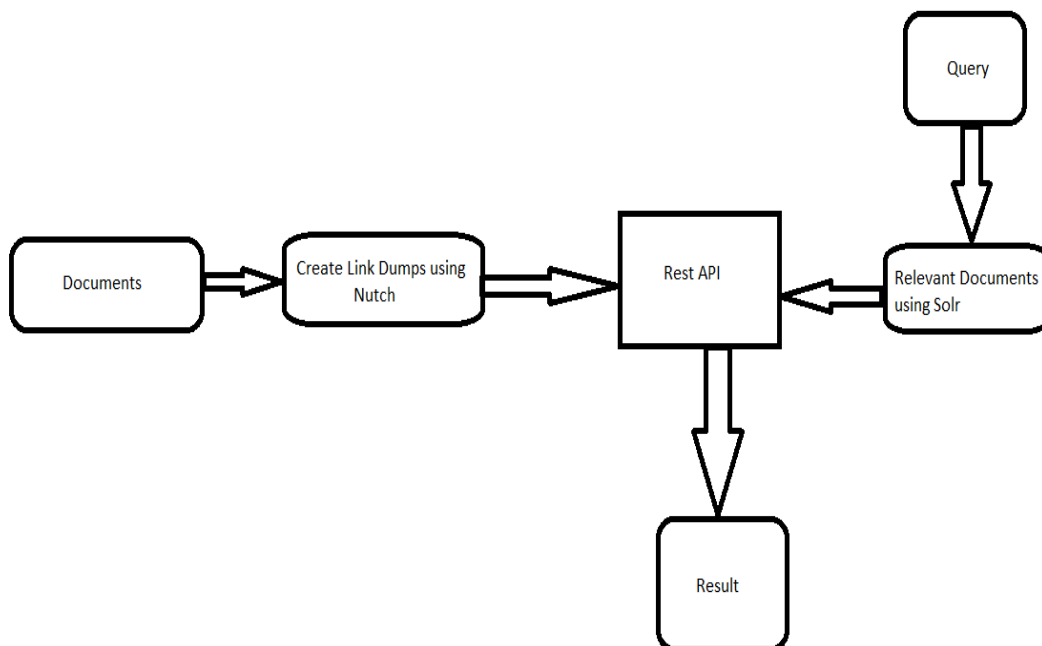 Query
Documents
Create Link Dumps using
Nutch
Rest API
Relevant Documents
using Solr
Result